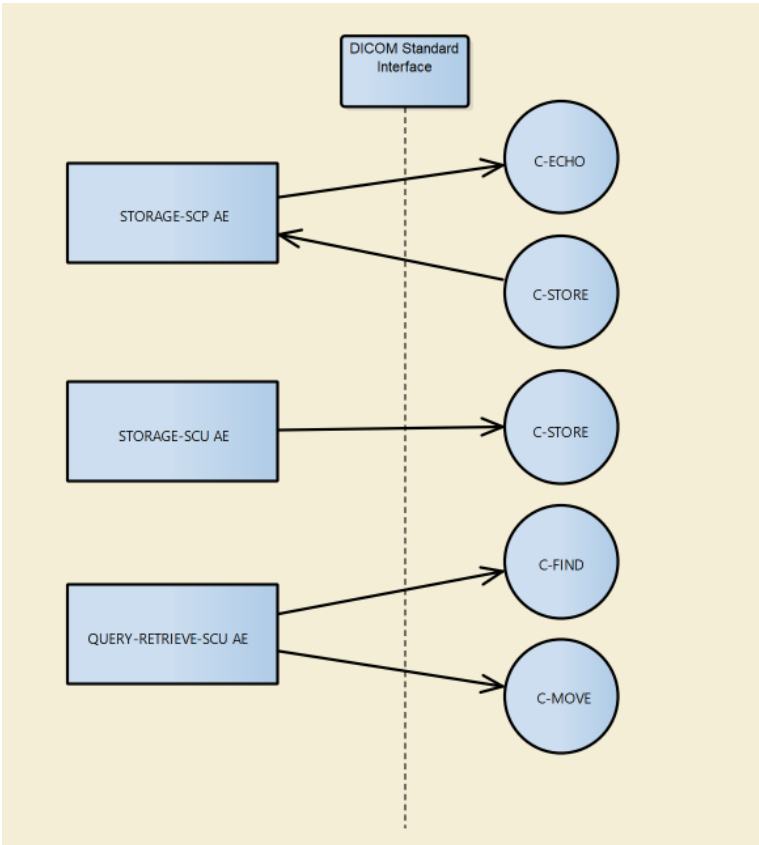 DICOM Standard
Interface
C-ECHO
STORAGE-SCP AE
C-STORE
STORAGE-SCU AE
C-STORE
C-FIND
QUERY-RETRIEVE-SCU AE
C-MOVE